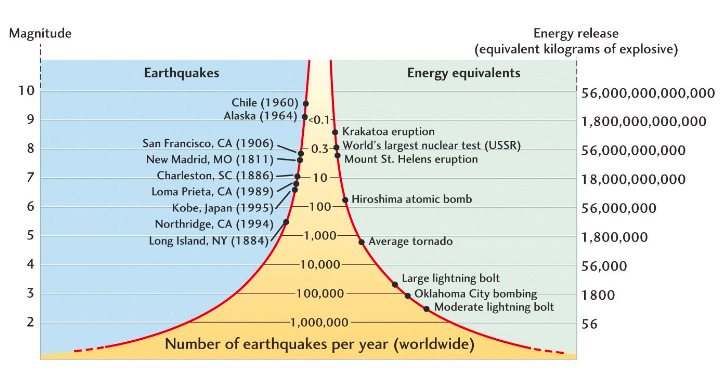 Magnitude
Energy release
(equivalent kilograms of explosive)
Earthquakes
Energy equivalents
10
56,000,000,000,000
Chile (1960)
Alaska (1964)
<0.1
9
1,800,000,000,000
Krakatoa eruption
San Francisco, CA (1906)
World's largest nuclear test (USSR)
8
0.3
56,000,000,000
New Madrid, MO (1811)
Mount St. Helens eruption
Charleston, SC (1886)
7
10
18,000,000,000
Loma Prieta, CA (1989)
Hiroshima atomic bomb
Kobe, Japan (1995)
6
100
56,000,000
Northridge, CA (1994)
5
1,000
1,800,000
Long Island, NY (1884)
Average tornado
4
10,000
56,000
Large lightning bolt
3
100,000
Oklahoma City bombing
1800
Moderate lightning bolt
2
1,000,000
56
Number of earthquakes per year (worldwide)